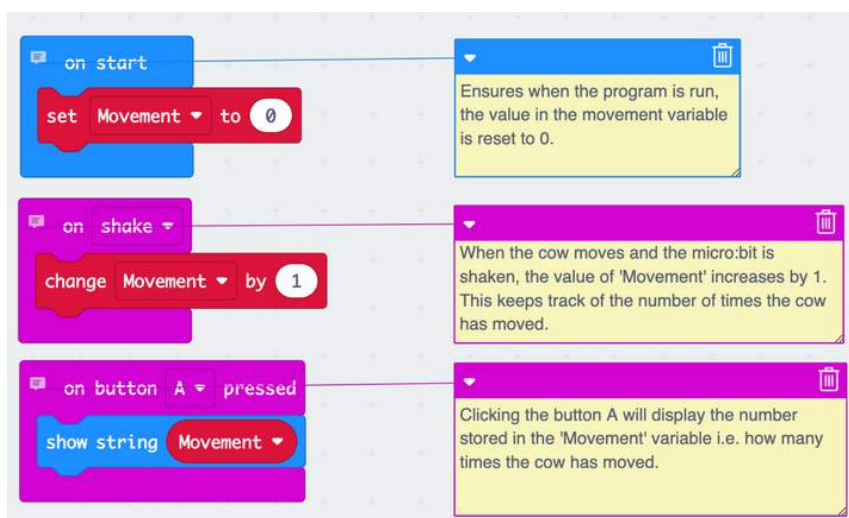 on start
set Movement to 0
Ensures when the program is run,
the value in the movement variable
is reset to 0.
on shake
change Movement by 1
When the cow moves and the micro:bit is
shaken, the value of 'Movement' increases by 1.
This keeps track of the number of times the cow
has moved.
on button A pressed
show string Movement
Clicking the button A will display the number
stored in the 'Movement' variable i.e. how many
times the cow has moved.